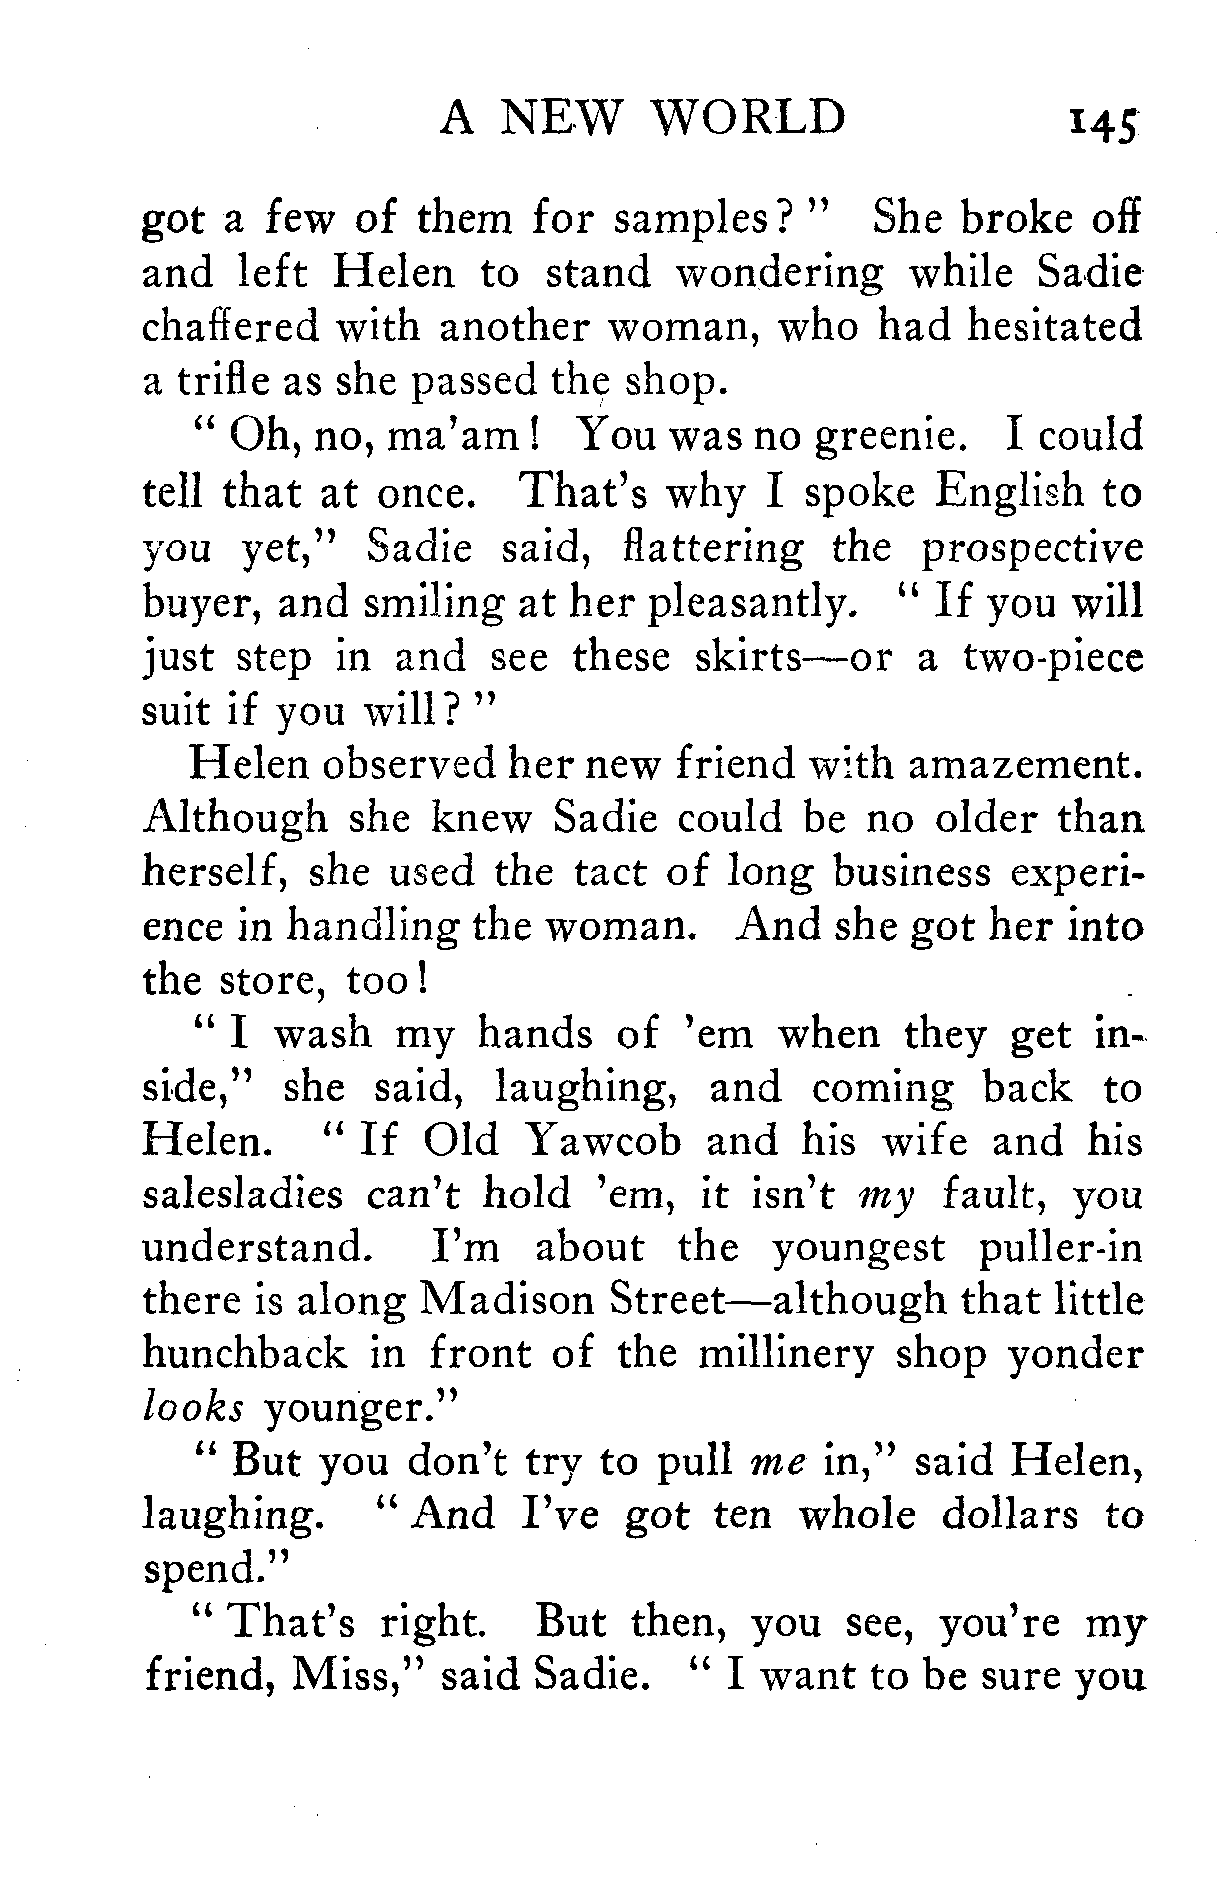 A NEW WORLD 145
got a few of them for samples?" She broke off
and left Helen to stand wondering while Sadie
chaffered with another woman, who had hesitated
a trifle as she passed the shop.
"Oh, no, ma'am! You was no greenie. I could
tell that at once. That's why I spoke English to
you yet," Sadie said, flattering the prospective
buyer, and smiling at her pleasantly. "If you will
just step in and see these skirts—or a two-piece
suit if you will?"
Helen observed her new friend with amazement.
Although she knew Sadie could be no older than
herself, she used the tact of long business experi-
ence in handling the woman. And she got her into
the store, too!
"I wash my hands of 'em when they get in-
side," she said, laughing, and coming back to
Helen. "If Old Yawcob and his wife and his
salesladies can't hold 'em, it isn't my fault, you
understand. I'm about the youngest puller-in
there is along Madison Street—although that little
hunchback in front of the millinery shop yonder
looks younger."
"But you don't try to pull me in," said Helen,
laughing. "And I've got ten whole dollars to
spend."
"That's right. But then, you see, you're my
friend, Miss," said Sadie. "I want to be sure you